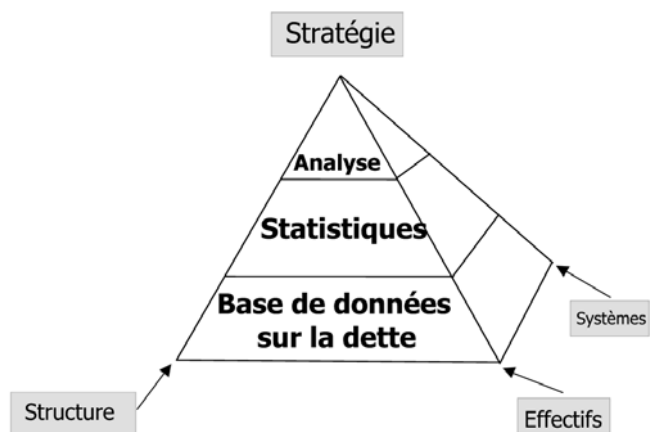 Stratégie
Analyse
Statistiques
Base de données
sur la dette
Systèmes
Structure
Effectifs